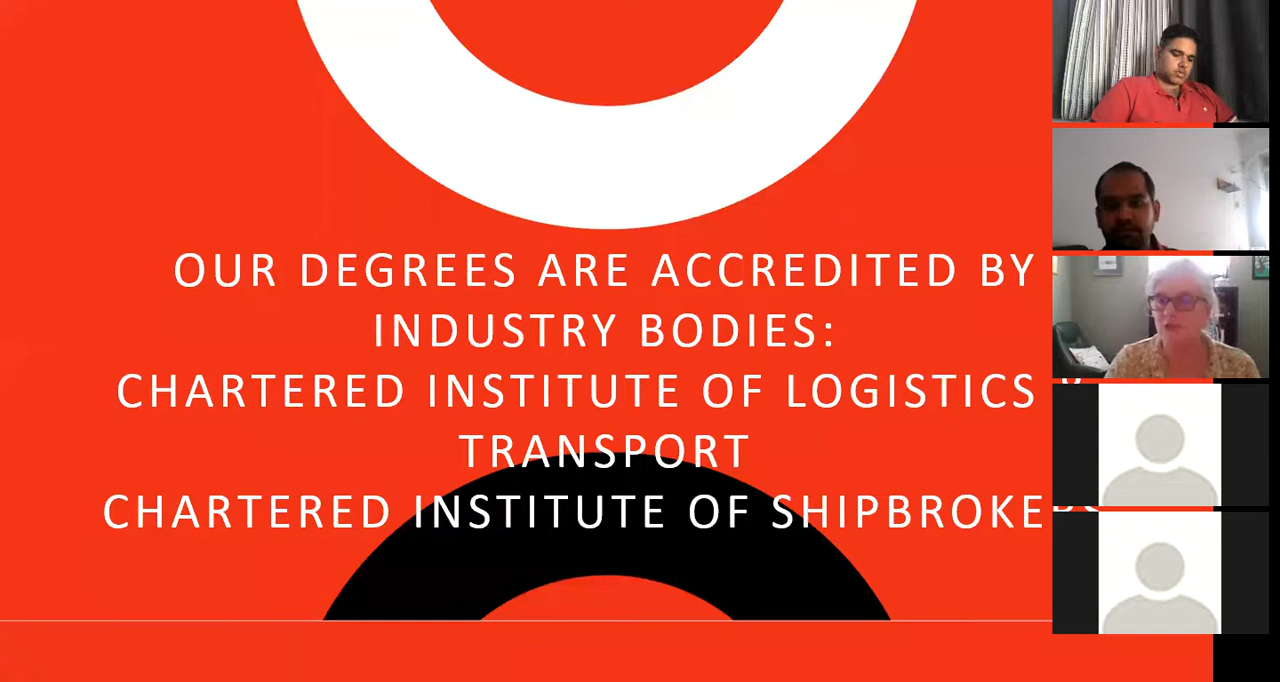 OUR DEGREES ARE ACCREDITED BY
INDUSTRY BODIES:
CHARTERED INSTITUTE OF LOGISTICS
TRANSPORT
CHARTERED INSTITUTE OF